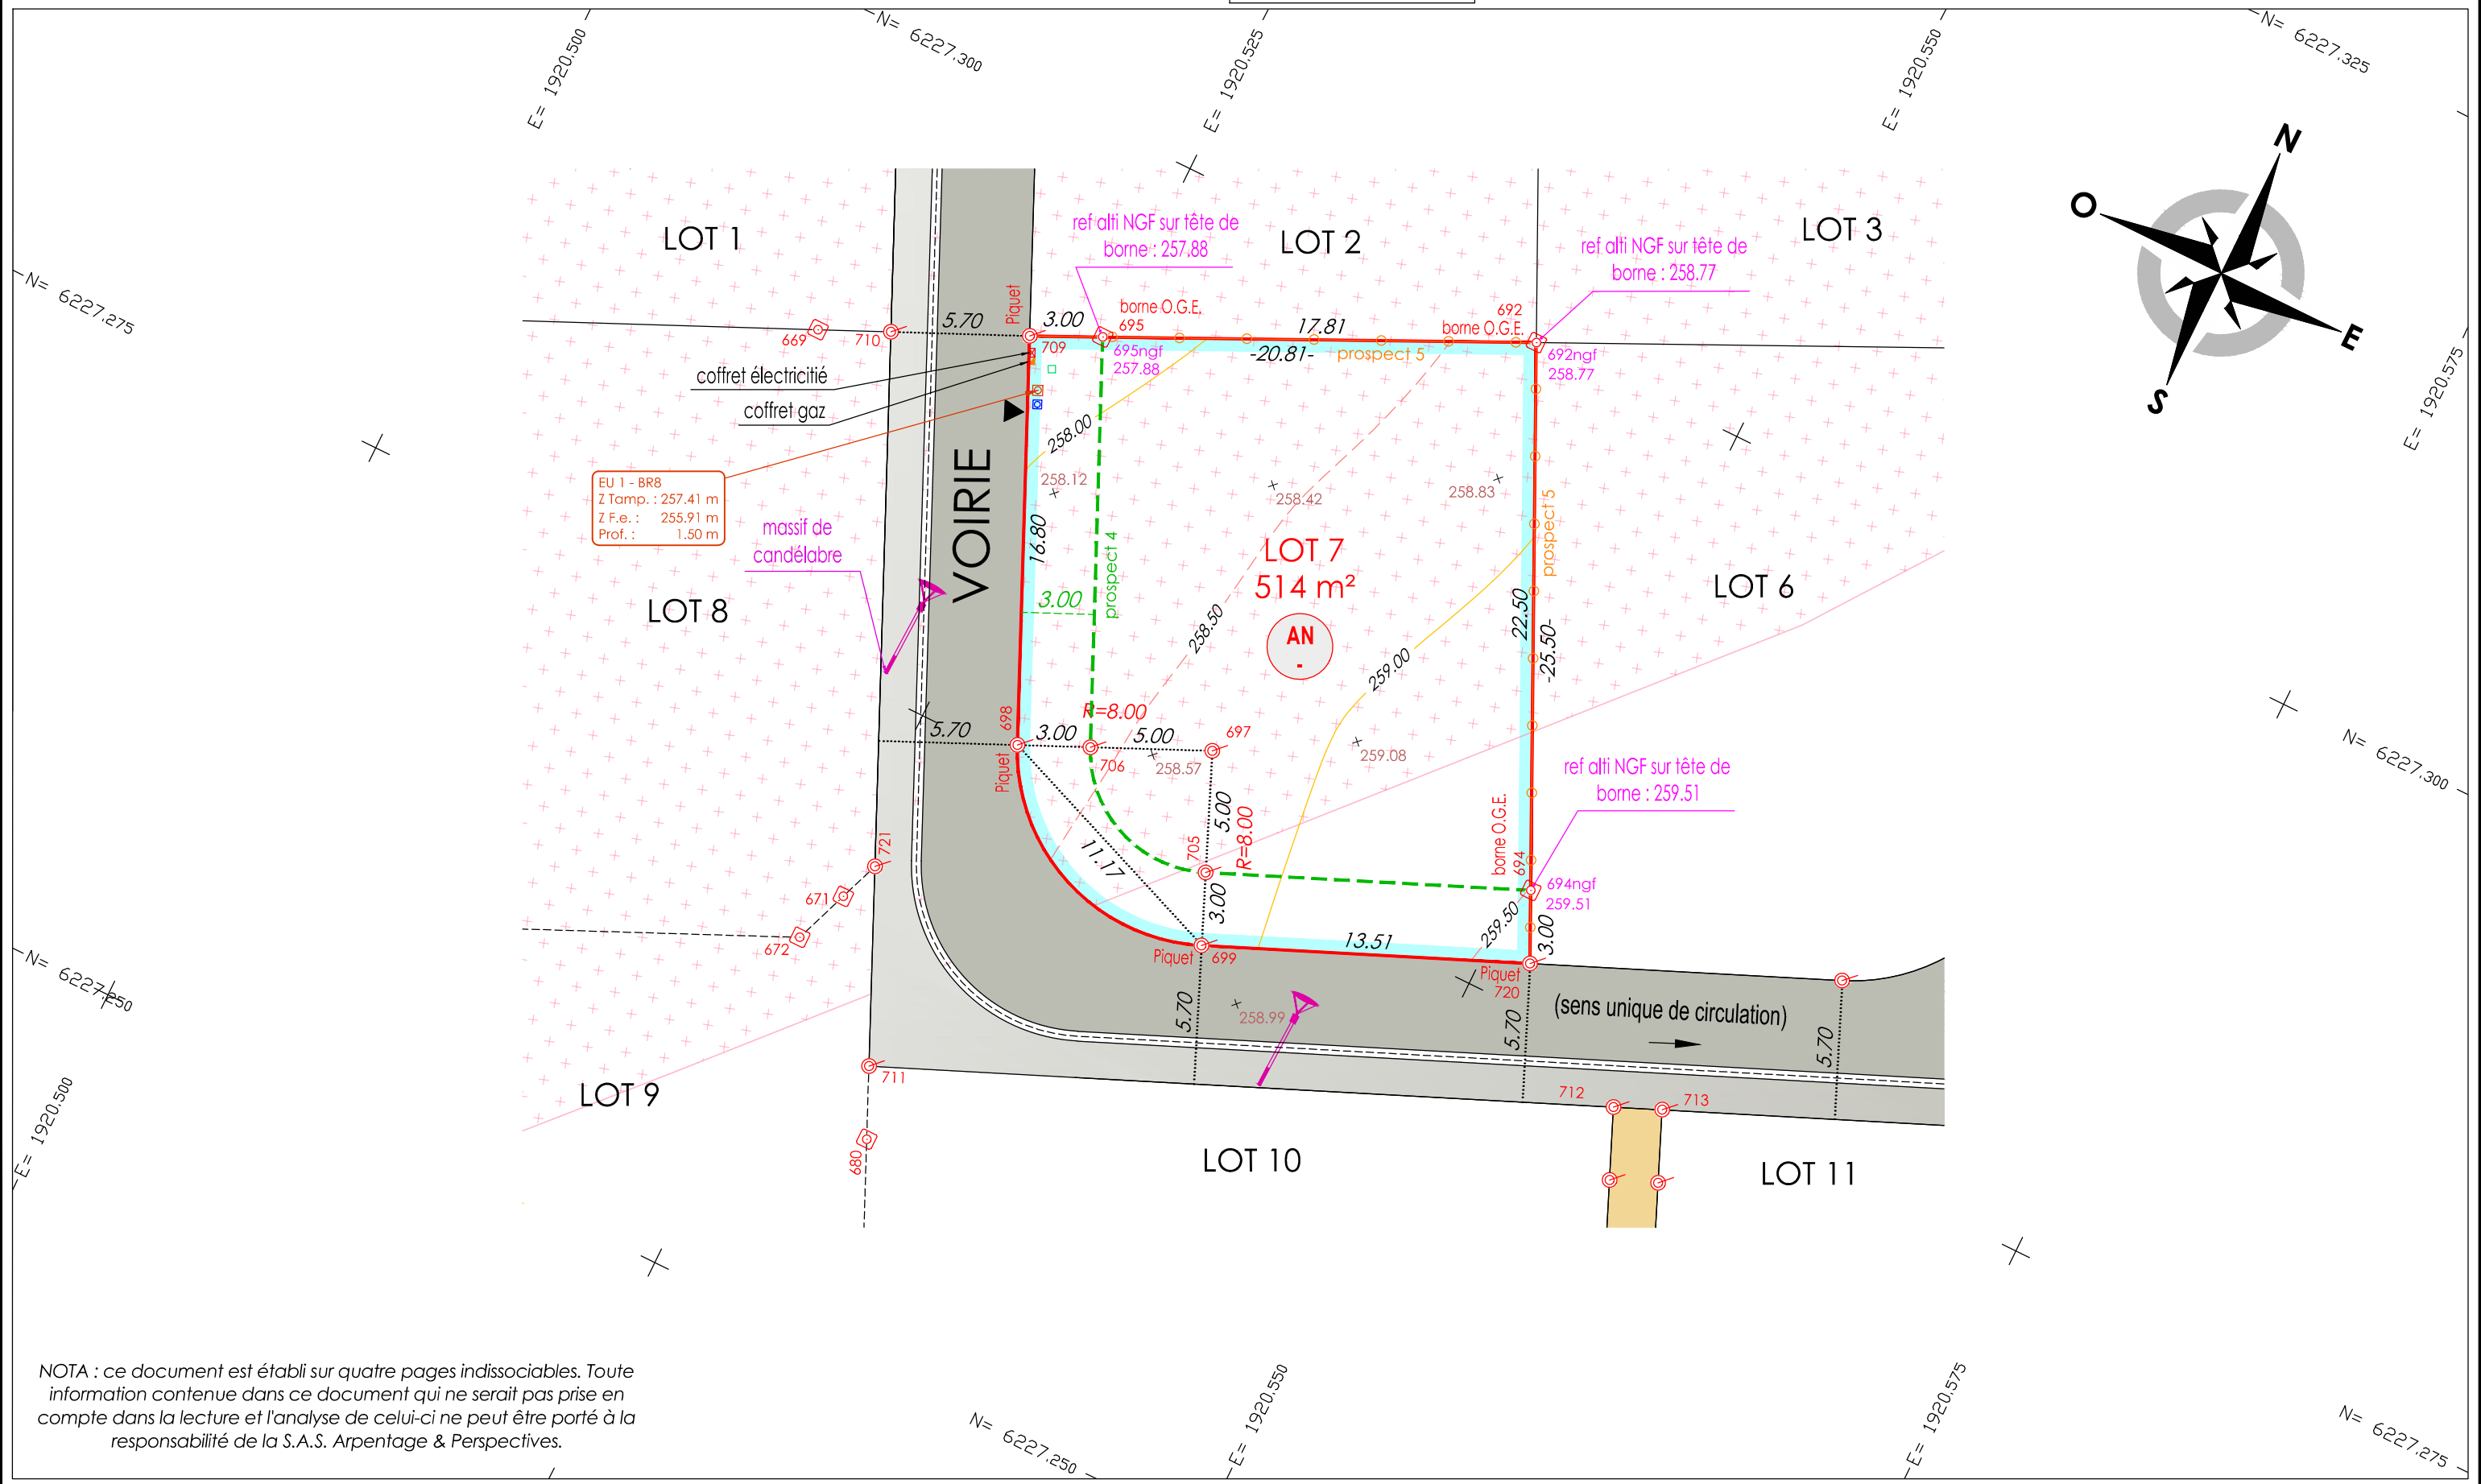 E= 1920.500
N= 6227.300
E= 1920.525
E= 1920.550
N= 6227.325
N
O
E
S
N= 6227.275
E= 1920.575
LOT 1
LOT 2
LOT 3
ref alti NGF sur tête de
borne : 257.88
ref alti NGF sur tête de
borne : 258.77
Piquet
5.70
3.00
borne O.G.E.
695
17.81
692
borne O.G.E.
669
710
709
695ngf
257.88
-20.81-
prospect 5
692ngf
258.77
coffret électricitié
coffret gaz
258.00
EU 1 - BR8
Z Tamp. : 257.41 m
Z F.e. : 255.91 m
Prof. : 1.50 m
massif de
candélabre
VOIRIE
258.12
258.42
258.83
16.80
prospect 4
prospect 5
LOT 7
514 m²
AN
-
LOT 8
LOT 6
3.00
258.50
22.50
-25.50-
259.00
698
R=8.00
5.70
3.00
5.00
697
Piquet
706
258.57
259.08
ref alti NGF sur tête de
borne : 259.51
N= 6227.300
5.00
R=8.00
borne O.G.E.
694
721
11.17
705
671
672
3.00
694ngf
259.51
259.50
3.00
13.51
Piquet
699
Piquet
720
N= 6227.250
5.70
258.99
5.70
(sens unique de circulation)
5.70
711
712
713
LOT 9
680
LOT 10
LOT 11
E= 1920.500
NOTA : ce document est établi sur quatre pages indissociables. Toute
information contenue dans ce document qui ne serait pas prise en
compte dans la lecture et l'analyse de celui-ci ne peut être porté à la
responsabilité de la S.A.S. Arpentage & Perspectives.
N= 6227.250
E= 1920.550
E= 1920.575
N= 6227.275